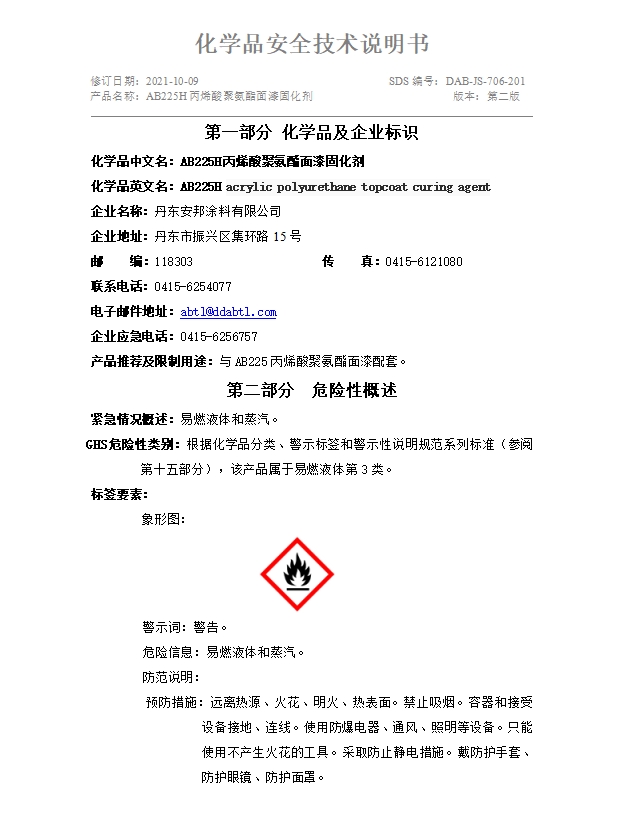 化学品安全技术说明书
修订日期：2021-10-09 SDS 编号：DAB-JS-706-201
产品名称：AB225H 丙烯酸聚氨酯面漆固化剂 版本：第二版
第一部分 化学品及企业标识
化学品中文名：AB225H丙烯酸聚氨酯面漆固化剂
化学品英文名：AB225H acrylic polyurethane topcoat curing agent
企业名称：丹东安邦涂料有限公司
企业地址：丹东市振兴区集环路 15 号
邮 编：118303 传 真：0415-6121080
联系电话：0415-6254077
电子邮件地址：abtl@ddabtl.com
企业应急电话：0415-6256757
产品推荐及限制用途：与 AB225 丙烯酸聚氨酯面漆配套。
第二部分 危险性概述
紧急情况概述：易燃液体和蒸汽。
GHS危险性类别：根据化学品分类、警示标签和警示性说明规范系列标准（参阅
第十五部分），该产品属于易燃液体第 3 类。
标签要素：
象形图：
警示词：警告。
危险信息：易燃液体和蒸汽。
防范说明：
预防措施：远离热源、火花、明火、热表面。禁止吸烟。容器和接受
设备接地、连线。使用防爆电器、通风、照明等设备。只能
使用不产生火花的工具。采取防止静电措施。戴防护手套、
防护眼镜、防护面罩。